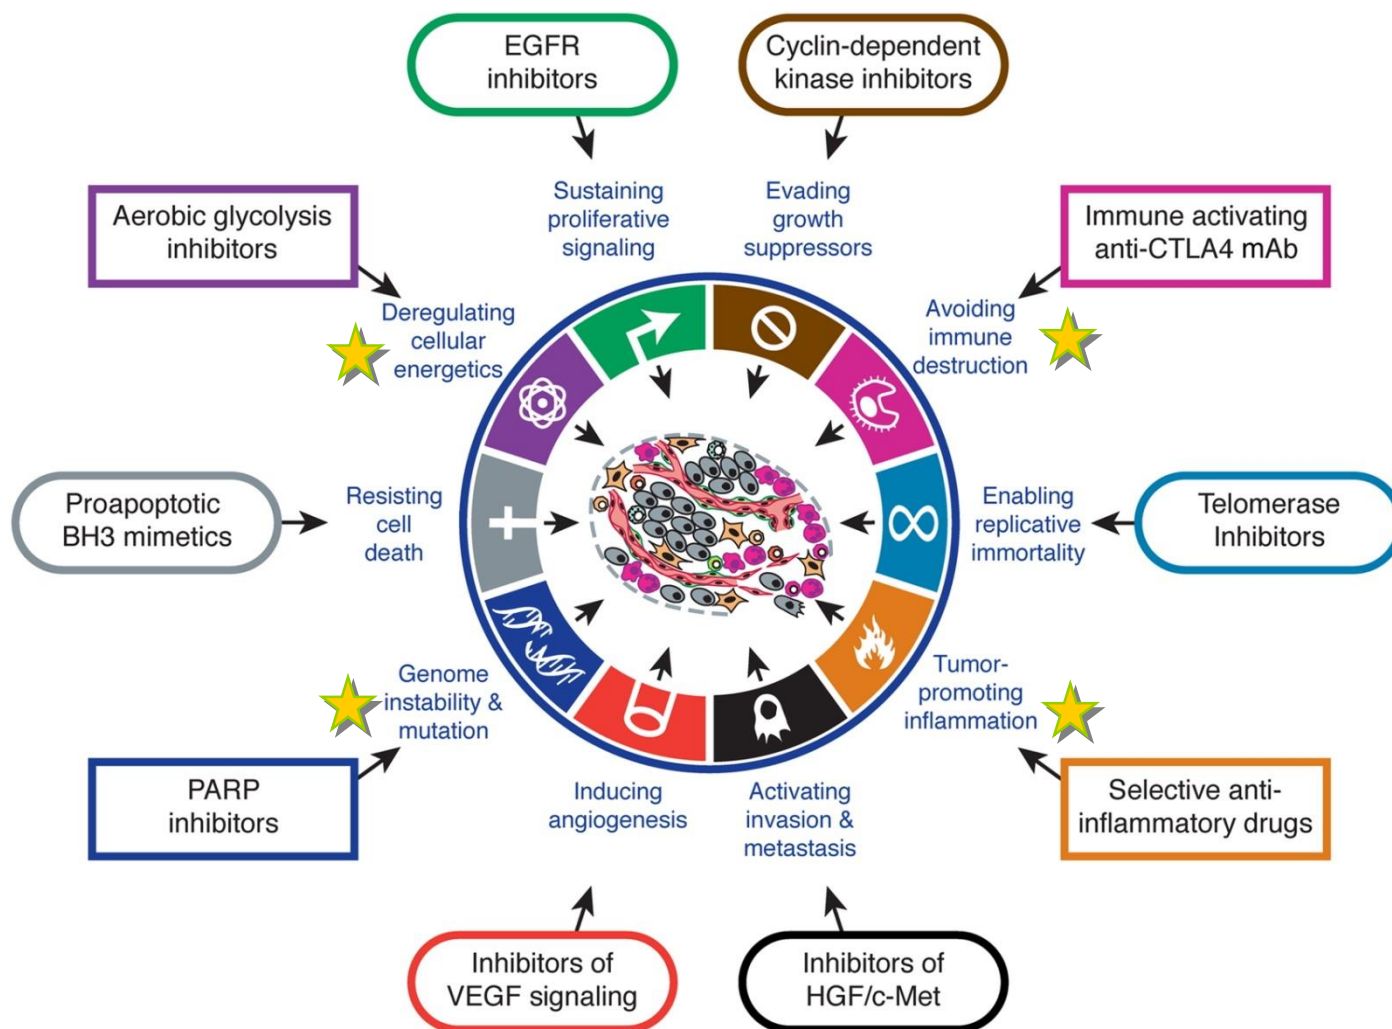 EGFR
inhibitors
Cyclin-dependent
kinase inhibitors
Sustaining
proliferative
signaling
Evading
growth
suppressors
Aerobic glycolysis
inhibitors
Immune activating
anti-CTLA4 mAb
Deregulating
cellular
energetics
Avoiding
immune
destruction
Proapoptotic
BH3 mimetics
Resisting
cell
death
Enabling
replicative
immortality
Telomerase
Inhibitors
Genome
instability &
mutation
Tumor-
promoting
inflammation
PARP
inhibitors
Inducing
angiogenesis
Activating
invasion &
metastasis
Selective anti-
inflammatory drugs
Inhibitors of
VEGF signaling
Inhibitors of
HGF/c-Met